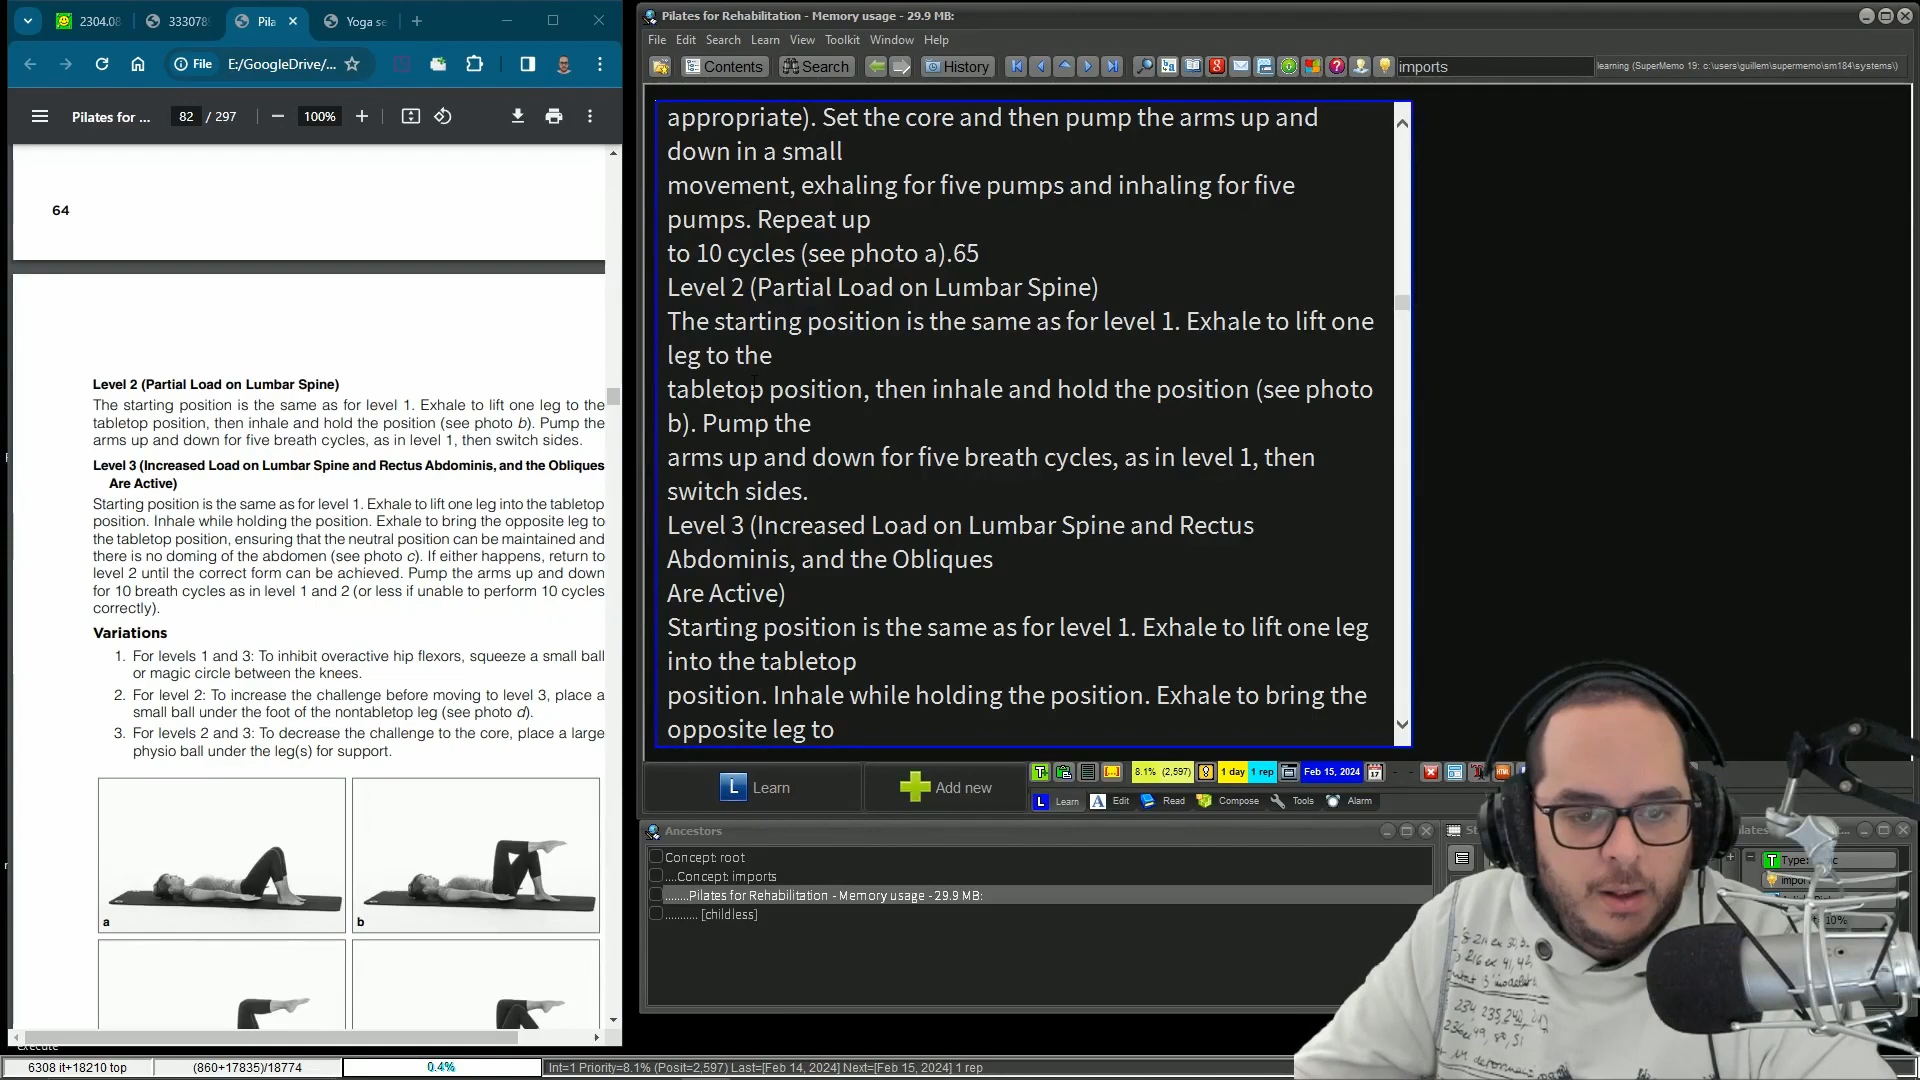 2304.08
333078
Pila
Yoga se
File
E:/GoogleDrive/...
Pilates for ...
82 / 297
100%
64
Level 2 (Partial Load on Lumbar Spine)
The starting position is the same as for level 1. Exhale to lift one leg to the
tabletop position, then inhale and hold the position (see photo b). Pump the
arms up and down for five breath cycles, as in level 1, then switch sides.
Level 3 (Increased Load on Lumbar Spine and Rectus Abdominis, and the Obliques
Are Active)
Starting position is the same as for level 1. Exhale to lift one leg into the tabletop
position. Inhale while holding the position. Exhale to bring the opposite leg to
the tabletop position, ensuring that the neutral position can be maintained and
there is no doming of the abdomen (see photo c). If either happens, return to
level 2 until the correct form can be achieved. Pump the arms up and down
for 10 breath cycles as in level 1 and 2 (or less if unable to perform 10 cycles
correctly).
Variations
1. For levels 1 and 3: To inhibit overactive hip flexors, squeeze a small ball
or magic circle between the knees.
2. For level 2: To increase the challenge before moving to level 3, place a
small ball under the foot of the nontabletop leg (see photo d).
3. For levels 2 and 3: To decrease the challenge to the core, place a large
physio ball under the leg(s) for support.
a
b
Pilates for Rehabilitation - Memory usage - 29.9 MB:
File Edit Search Learn View Toolkit Window Help
Contents Search History imports
learning (SuperMemo 19: c:\users\guillem\supermemo\sm184\systems\)
appropriate). Set the core and then pump the arms up and
down in a small
movement, exhaling for five pumps and inhaling for five
pumps. Repeat up
to 10 cycles (see photo a).65
Level 2 (Partial Load on Lumbar Spine)
The starting position is the same as for level 1. Exhale to lift one
leg to the
tabletop position, then inhale and hold the position (see photo
b). Pump the
arms up and down for five breath cycles, as in level 1, then
switch sides.
Level 3 (Increased Load on Lumbar Spine and Rectus
Abdominis, and the Obliques
Are Active)
Starting position is the same as for level 1. Exhale to lift one leg
into the tabletop
position. Inhale while holding the position. Exhale to bring the
opposite leg to
Learn
Add new
8.1% (2,597) 1 day 1 rep Feb 15, 2024
Learn Edit Read Compose Tools Alarm
Ancestors
Concept: root
....Concept: imports
........Pilates for Rehabilitation - Memory usage - 29.9 MB:
........... [childless]
6308 it+18210 top
(860+17835)/18774
0.4%
Int=1 Priority=8.1% (Posit=2,597) Last=[Feb 14, 2024] Next=[Feb 15, 2024] 1 rep